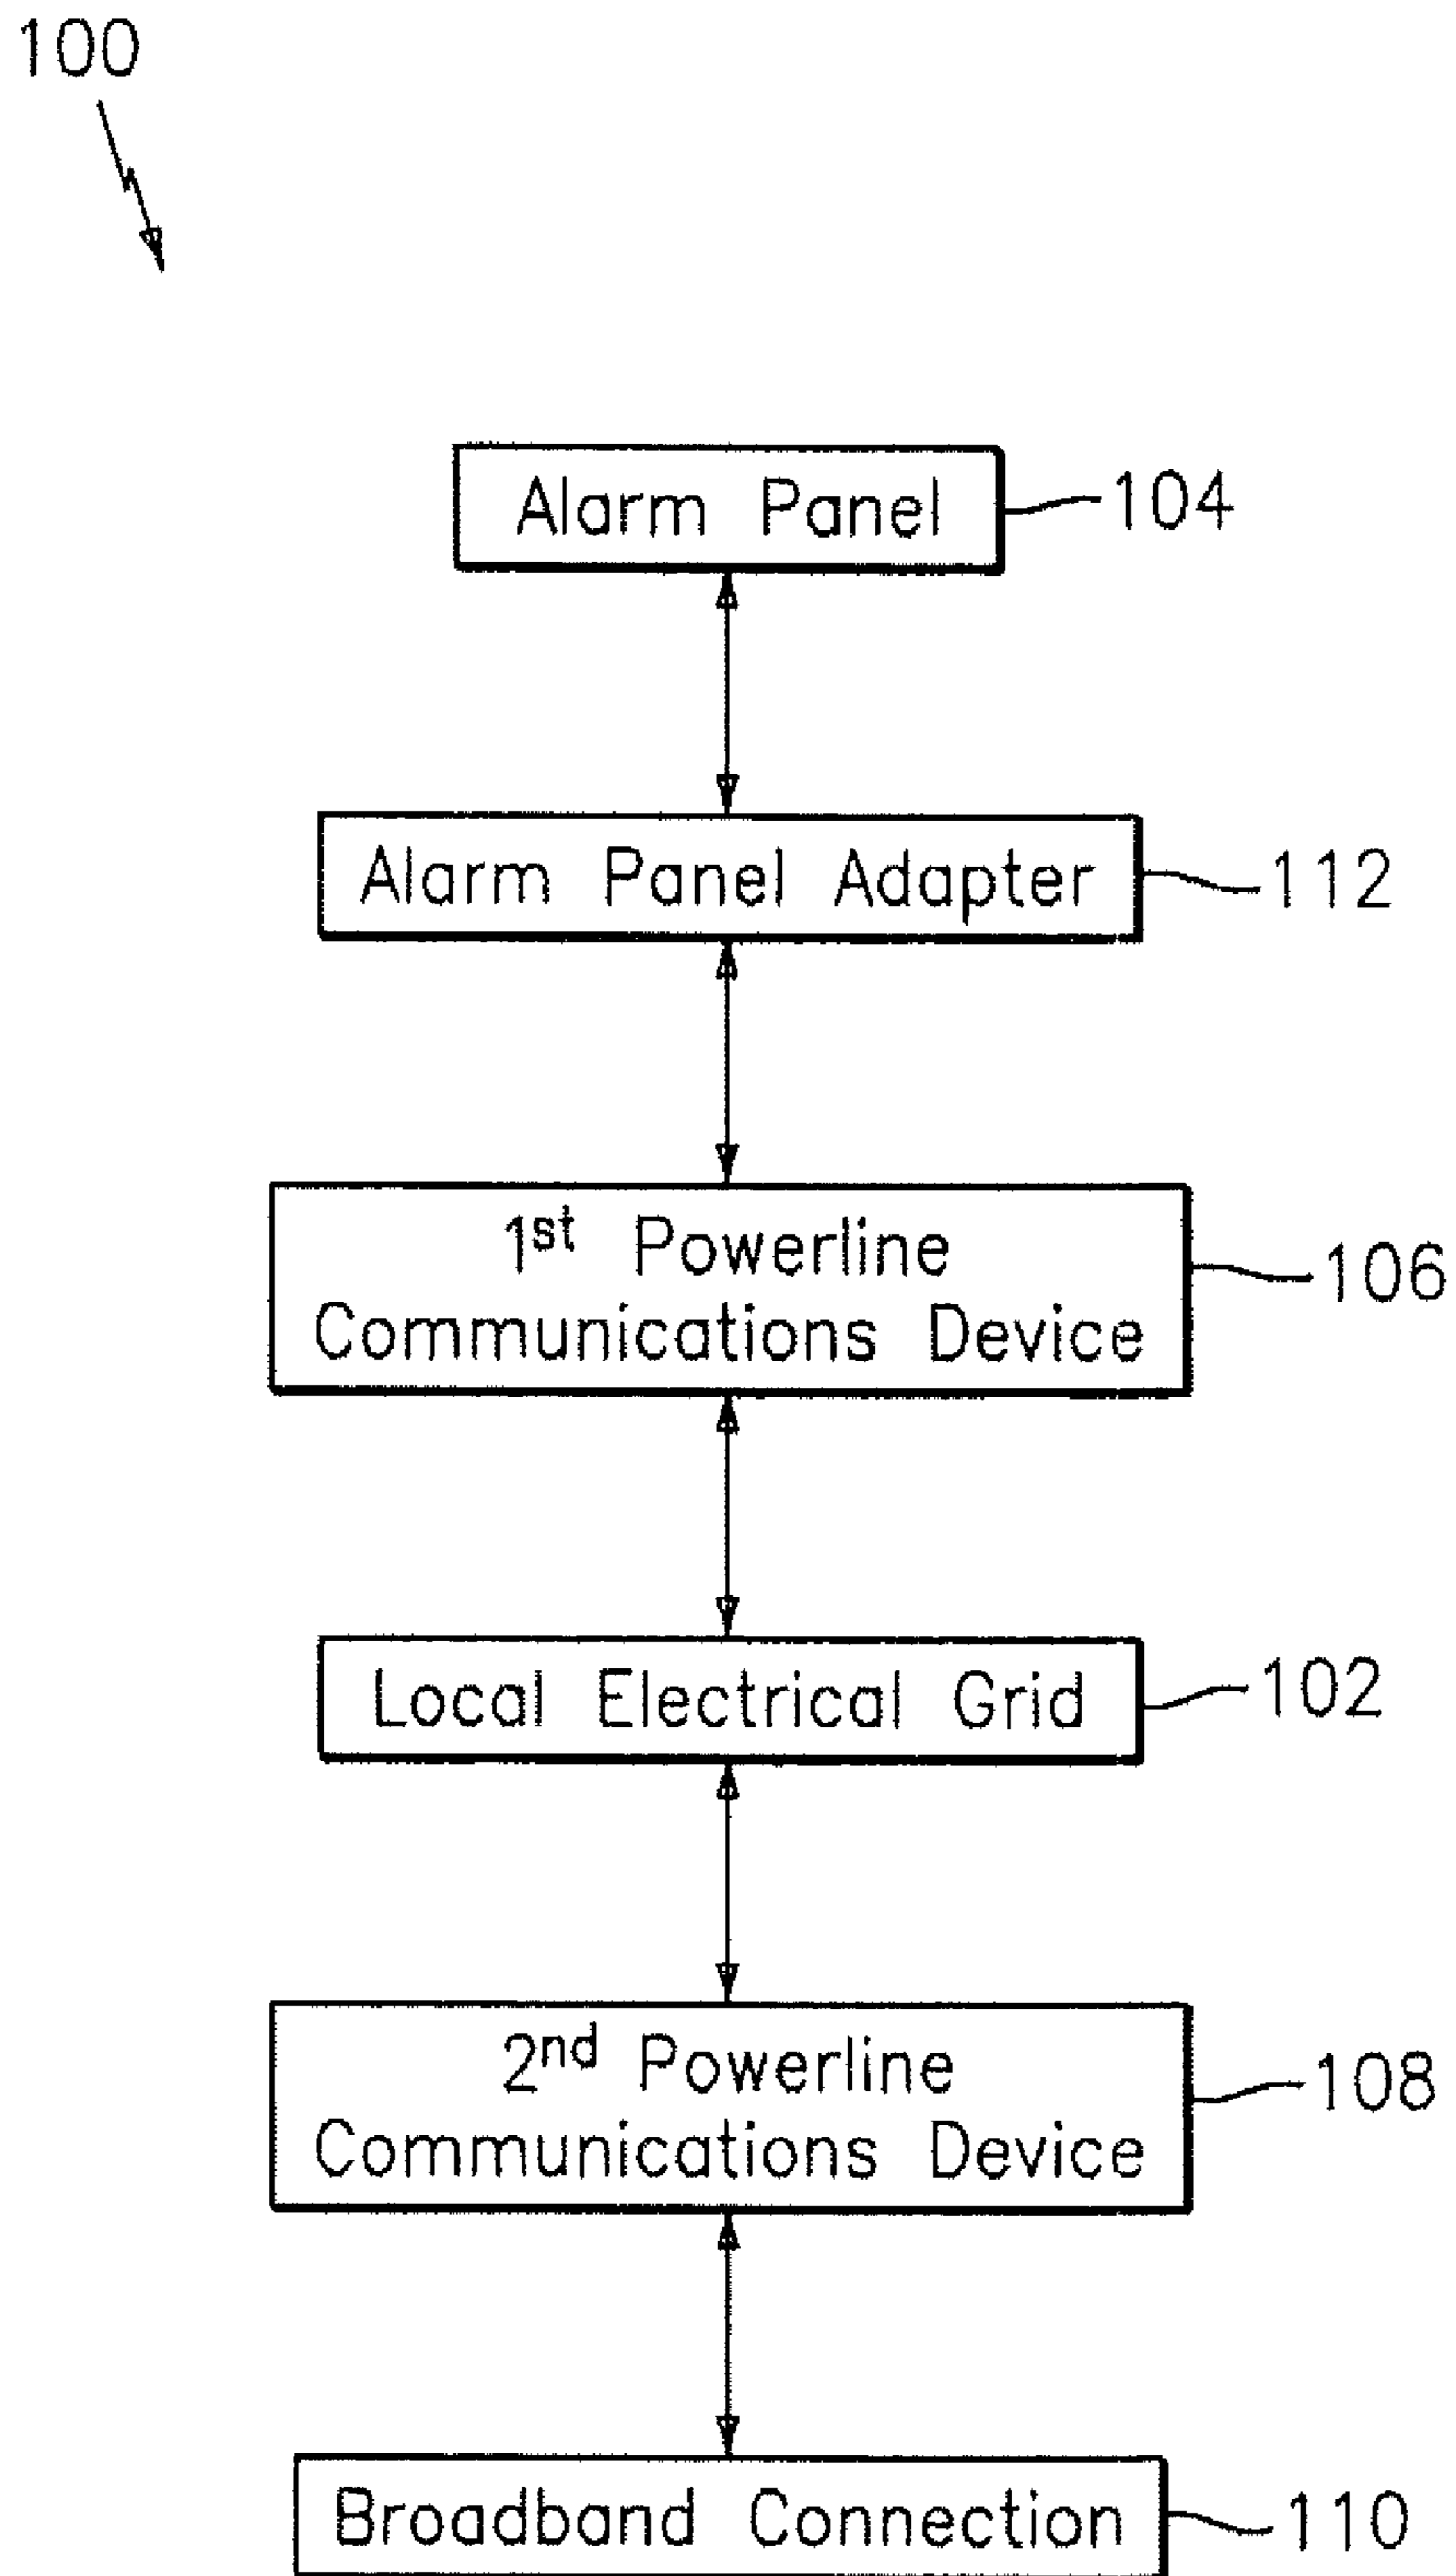 100
Alarm Panel
104
Alarm Panel Adapter
112
1st Powerline
Communications Device
106
Local Electrical Grid
102
2nd Powerline
Communications Device
108
Broadband Connection
110